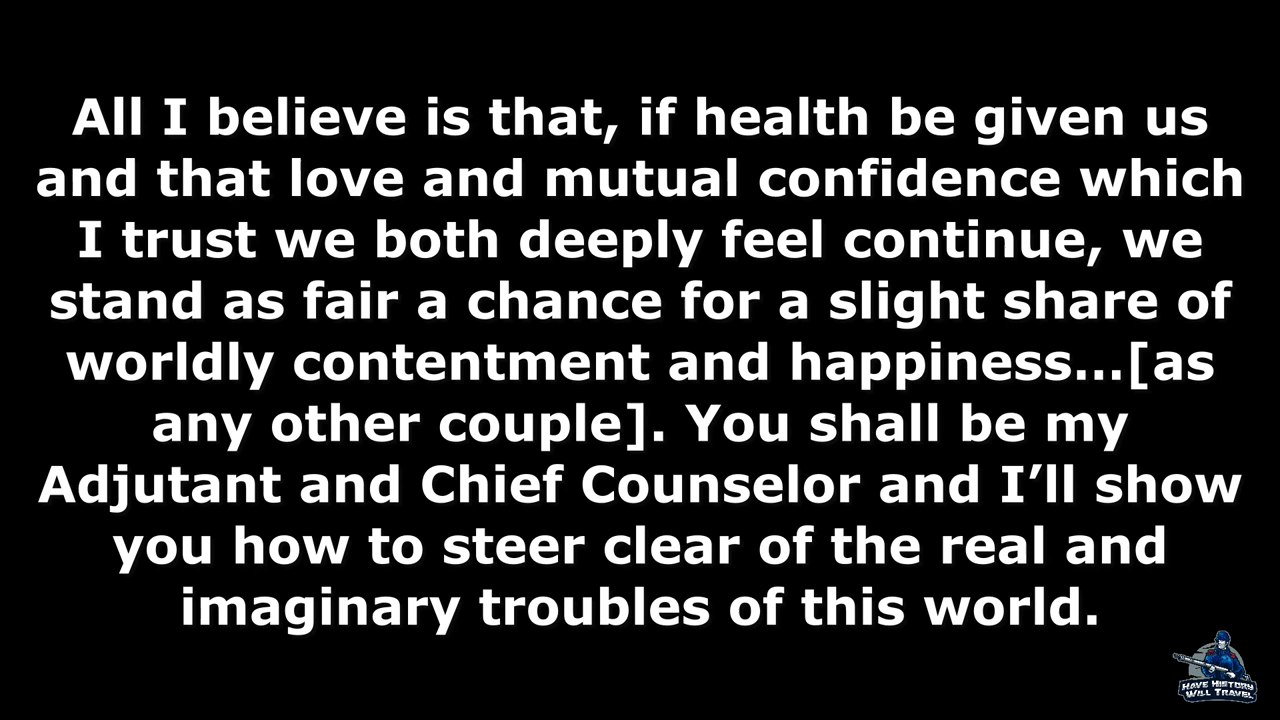 All I believe is that, if health be given us
and that love and mutual confidence which
I trust we both deeply feel continue, we
stand as fair a chance for a slight share of
worldly contentment and happiness...[as
any other couple]. You shall be my
Adjutant and Chief Counselor and I’ll show
you how to steer clear of the real and
imaginary troubles of this world.
Have History
Will Travel